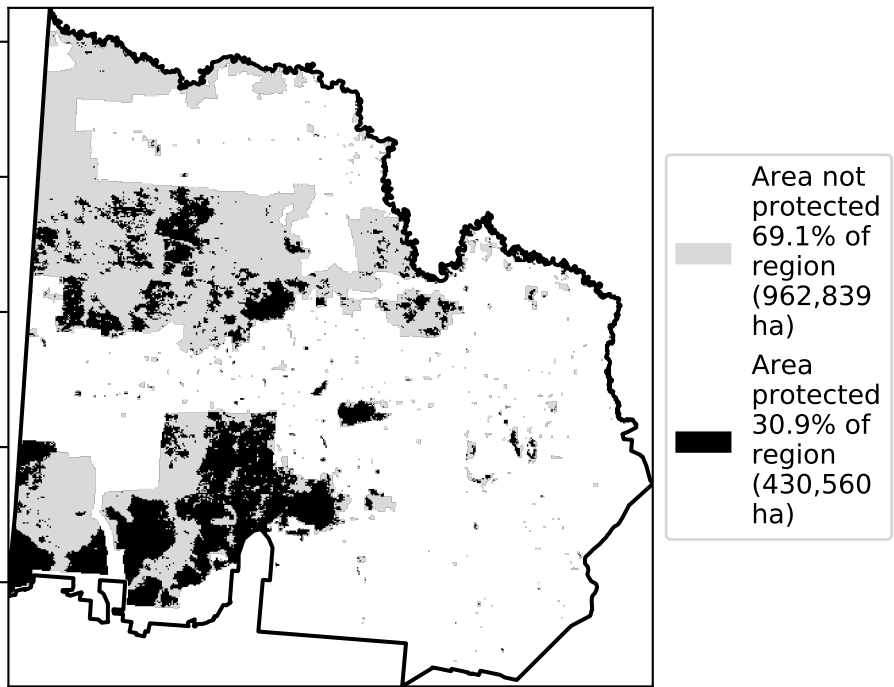 Area not
protected
69.1% of
region
(962,839
ha)
Area
protected
30.9% of
region
(430,560
ha)